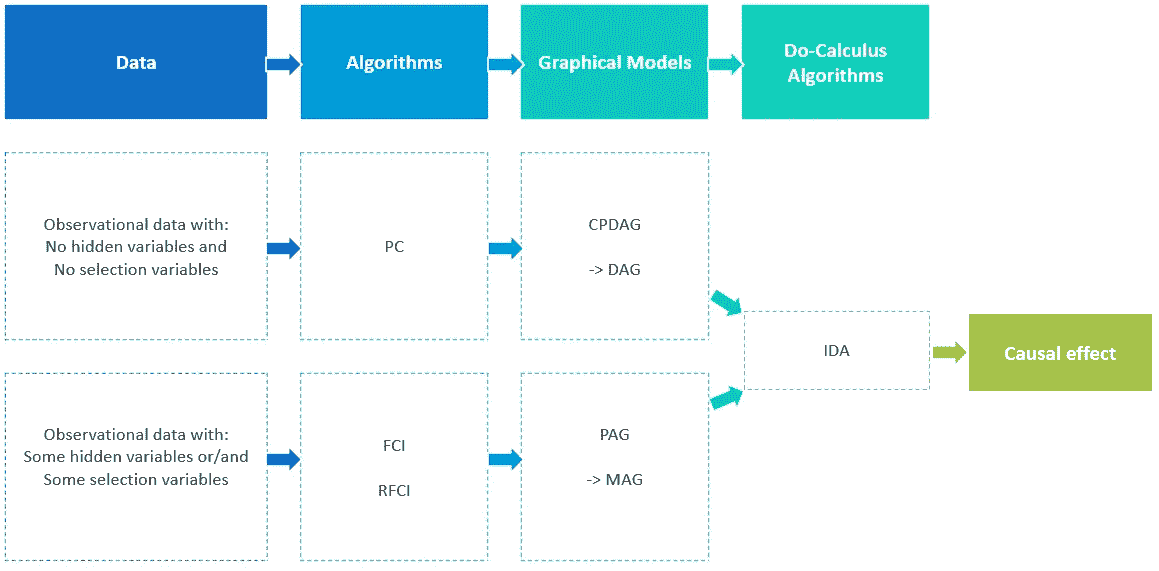 Data
Algorithms
Graphical Models
Do-Calculus
Algorithms
Observational data with:
No hidden variables and
No selection variables
PC
CPDAG
-> DAG
IDA
Causal effect
Observational data with:
Some hidden variables or/and
Some selection variables
FCI
RFCI
PAG
-> MAG